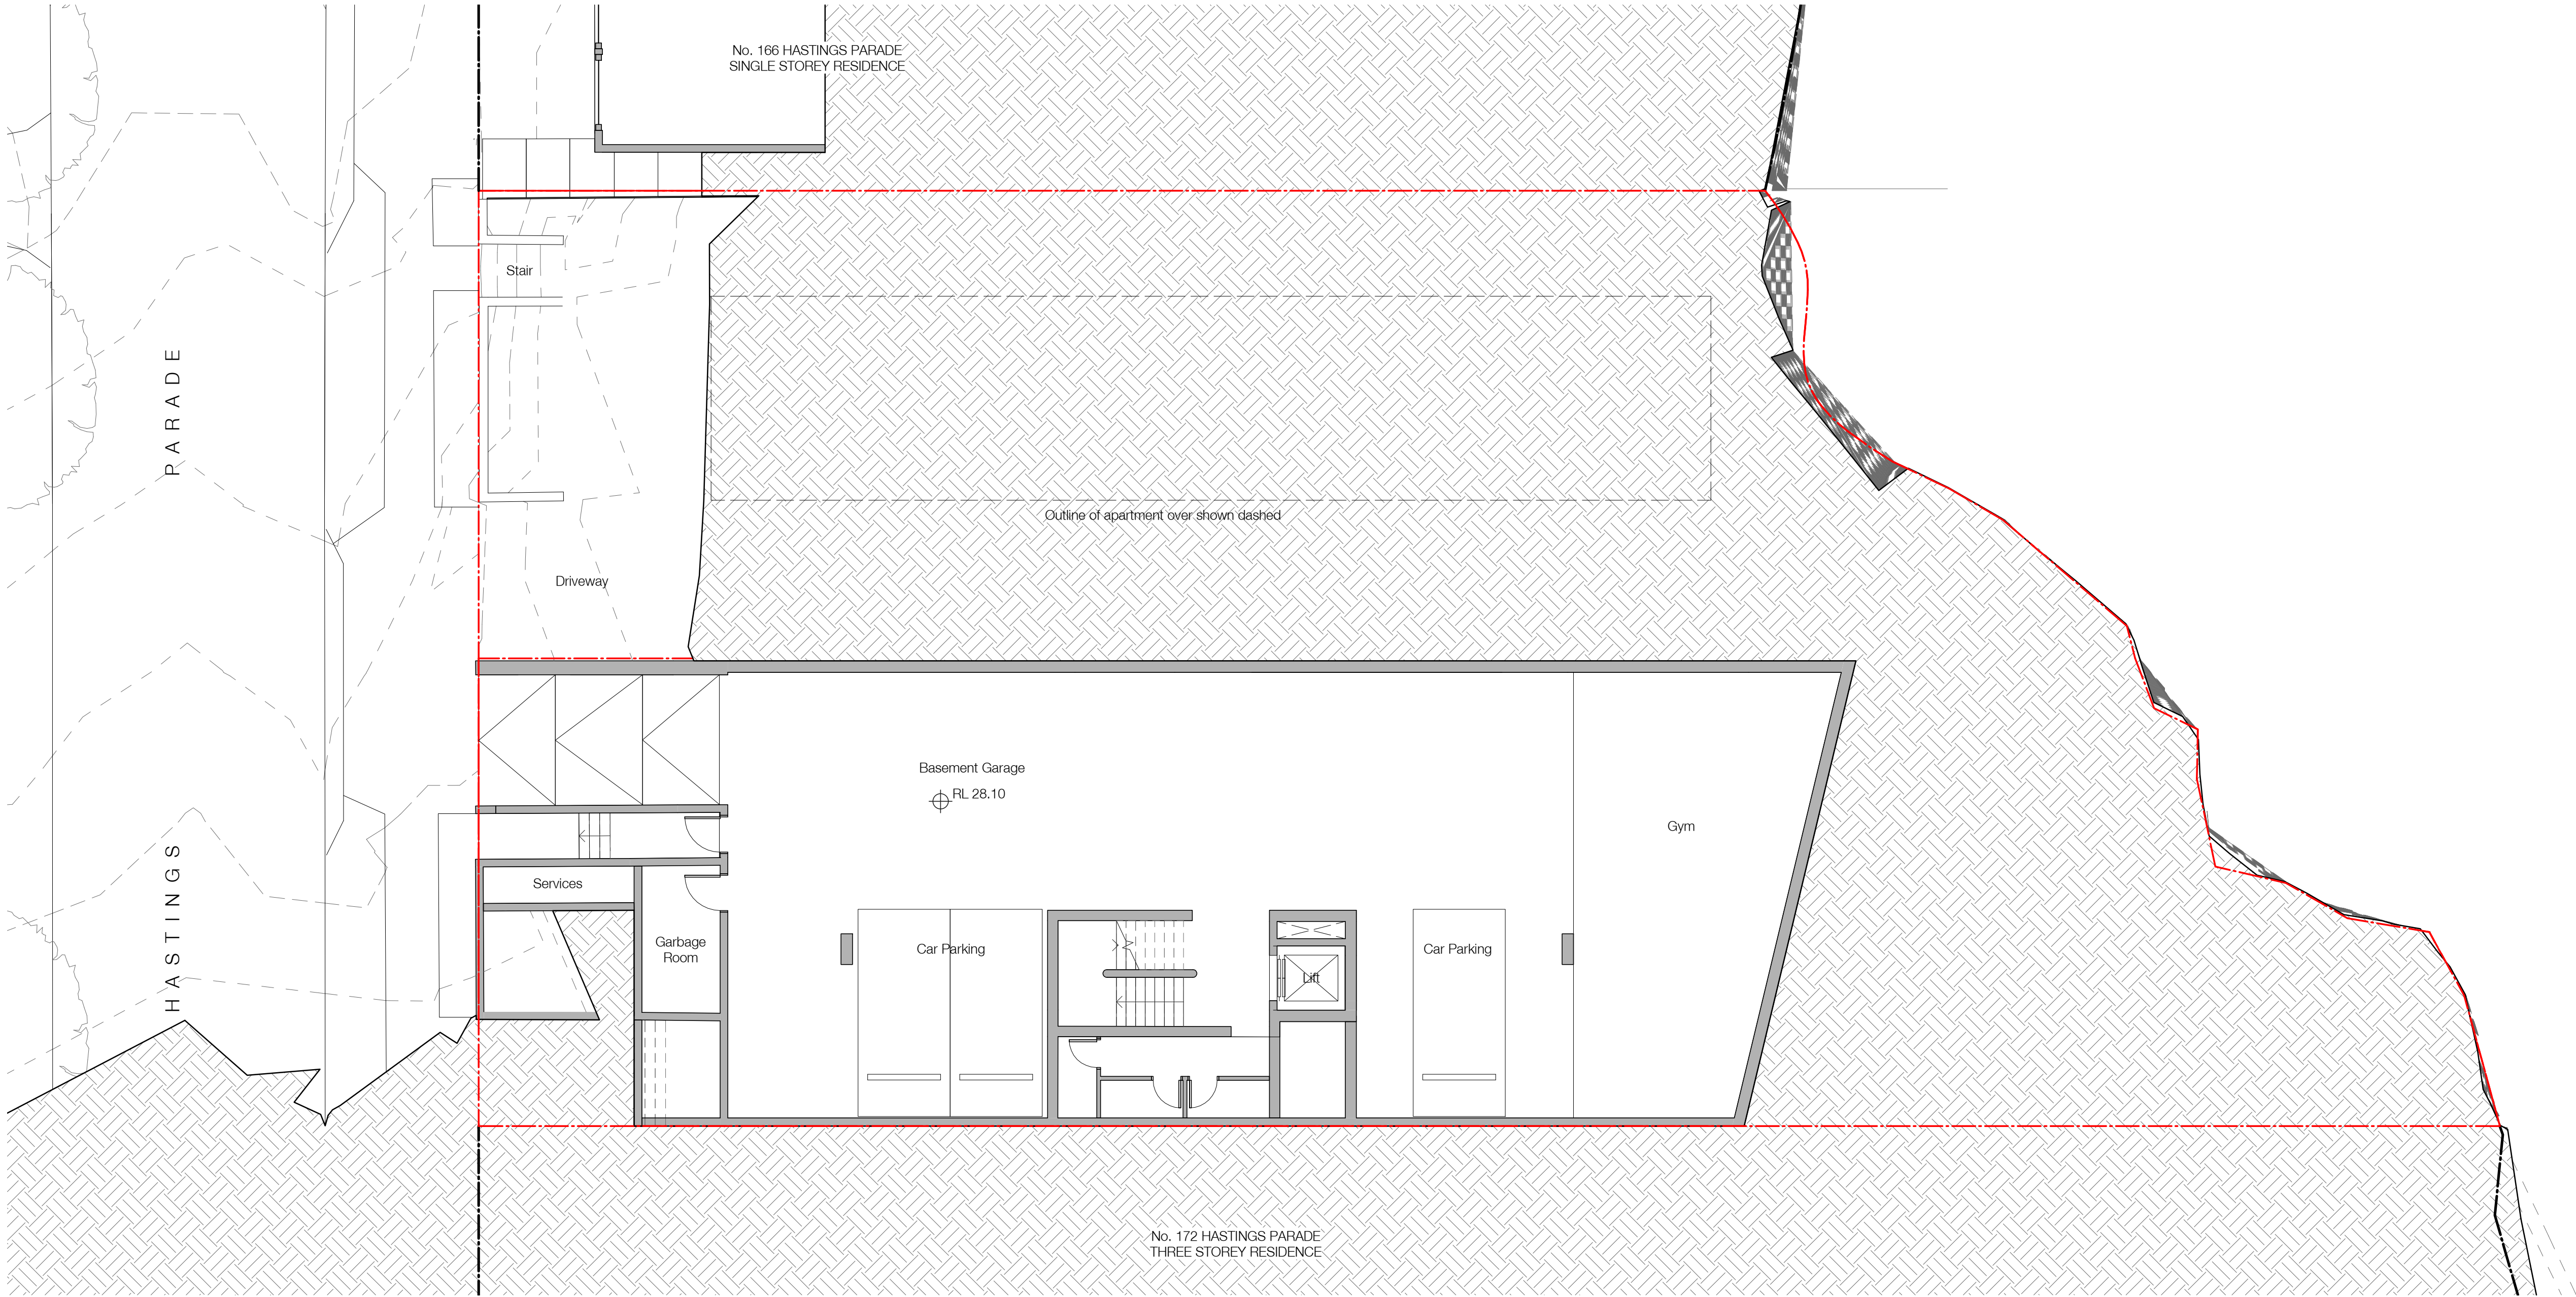 No. 166 HASTINGS PARADE
SINGLE STOREY RESIDENCE
Stair
HASTINGS PARADE
Outline of apartment over shown dashed
Driveway
Basement Garage
RL 28.10
Gym
Services
Garbage
Room
Car Parking
Lift
Car Parking
No. 172 HASTINGS PARADE
THREE STOREY RESIDENCE